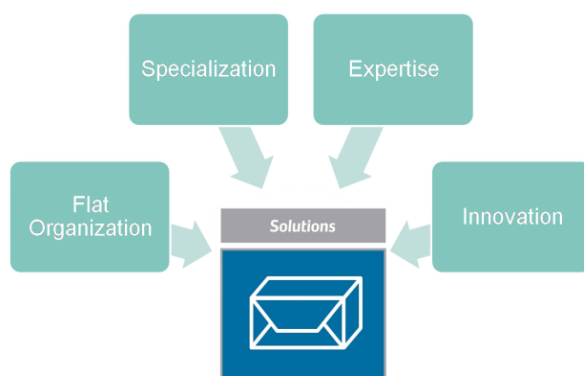 Specialization
Expertise
Flat
Organization
Solutions
Innovation